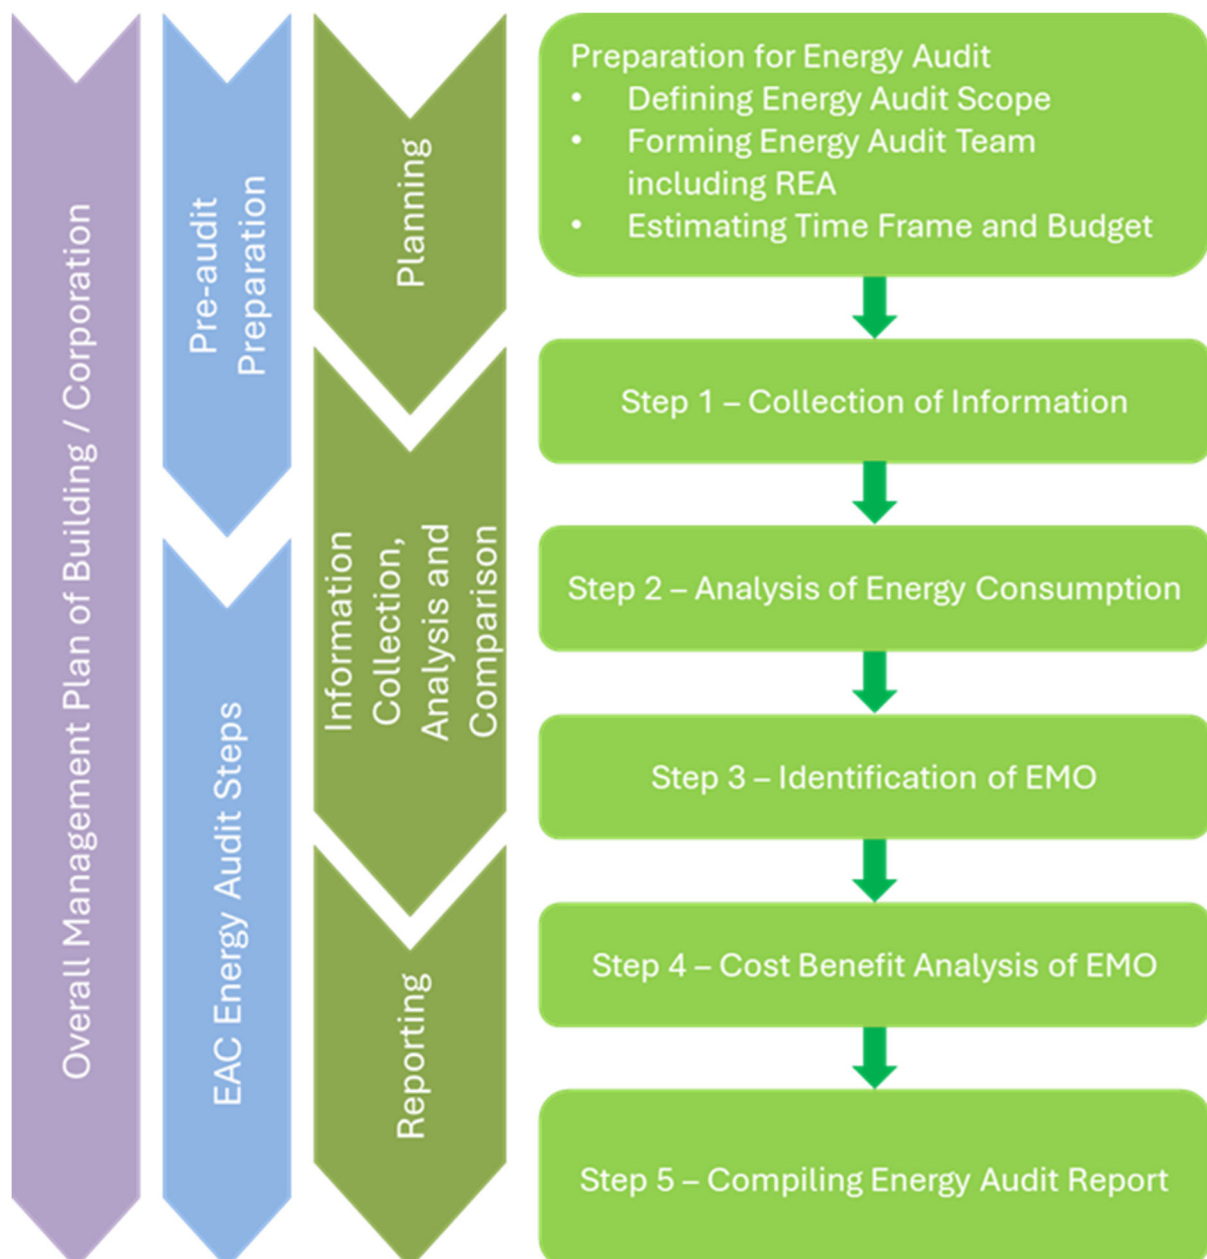 Overall Management Plan of Building / Corporation
Pre-audit
Preparation
EAC Energy Audit Steps
Planning
Information
Collection,
Analysis and
Comparison
Reporting
Preparation for Energy Audit
• Defining Energy Audit Scope
• Forming Energy Audit Team
including REA
• Estimating Time Frame and Budget
Step 1 – Collection of Information
Step 2 – Analysis of Energy Consumption
Step 3 – Identification of EMO
Step 4 – Cost Benefit Analysis of EMO
Step 5 – Compiling Energy Audit Report